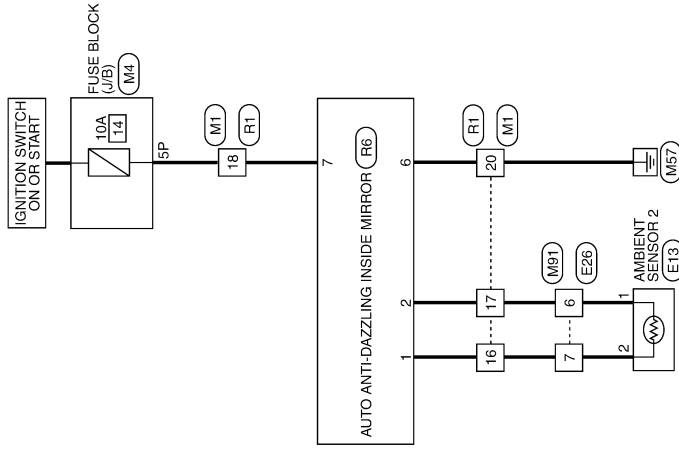 IGNITION SWITCH
ON OR START
FUSE BLOCK
(J/B)
M4
10A
14
5P
18
M1
R1
7
AUTO ANTI-DAZZLING INSIDE MIRROR
R6
1
2
6
16
17
20
R1
M1
7
6
M91
E26
2
1
AMBIENT
SENSOR 2
E13
M57